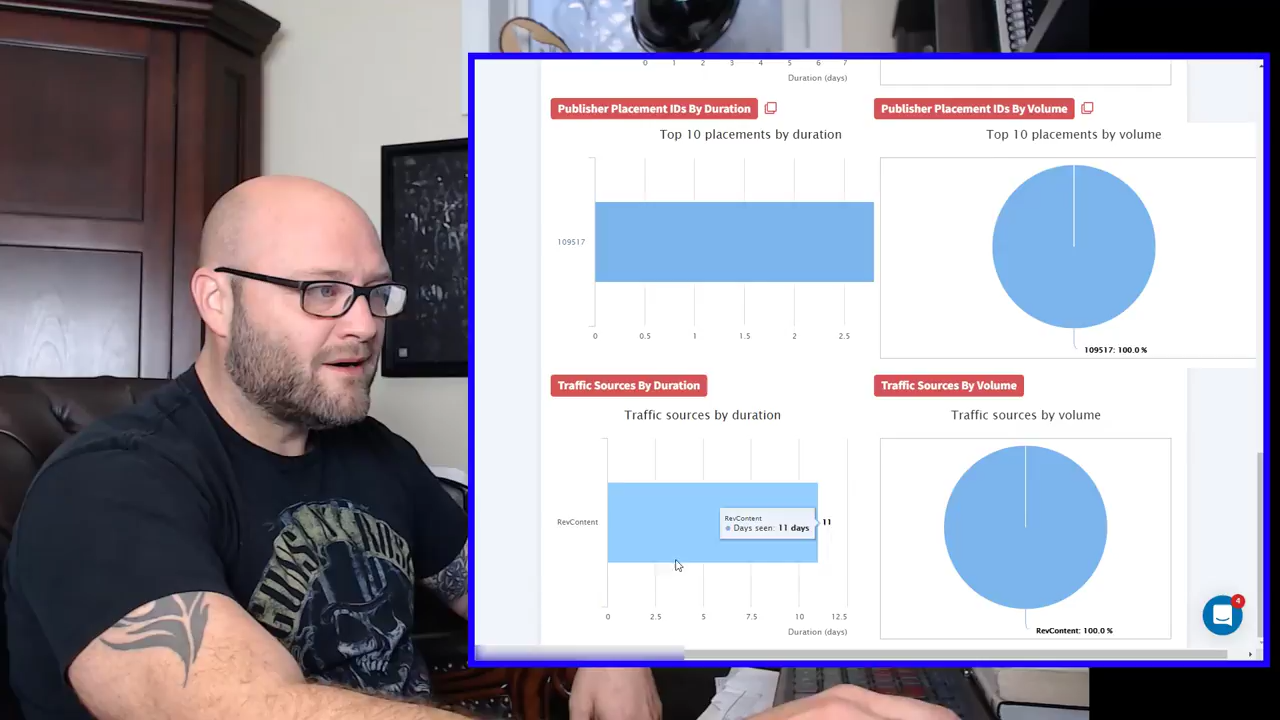 0 1 2 3 4 5 6 7
Duration (days)
Publisher Placement IDs By Duration
Publisher Placement IDs By Volume
Top 10 placements by duration
Top 10 placements by volume
109517
0 0.5 1 1.5 2 2.5
109517: 100.0 %
Traffic Sources By Duration
Traffic Sources By Volume
Traffic sources by duration
Traffic sources by volume
RevContent
RevContent
Days seen: 11 days
11
0 2.5 5 7.5 10 12.5
Duration (days)
RevContent: 100.0 %
4
GUNS N' ROSES